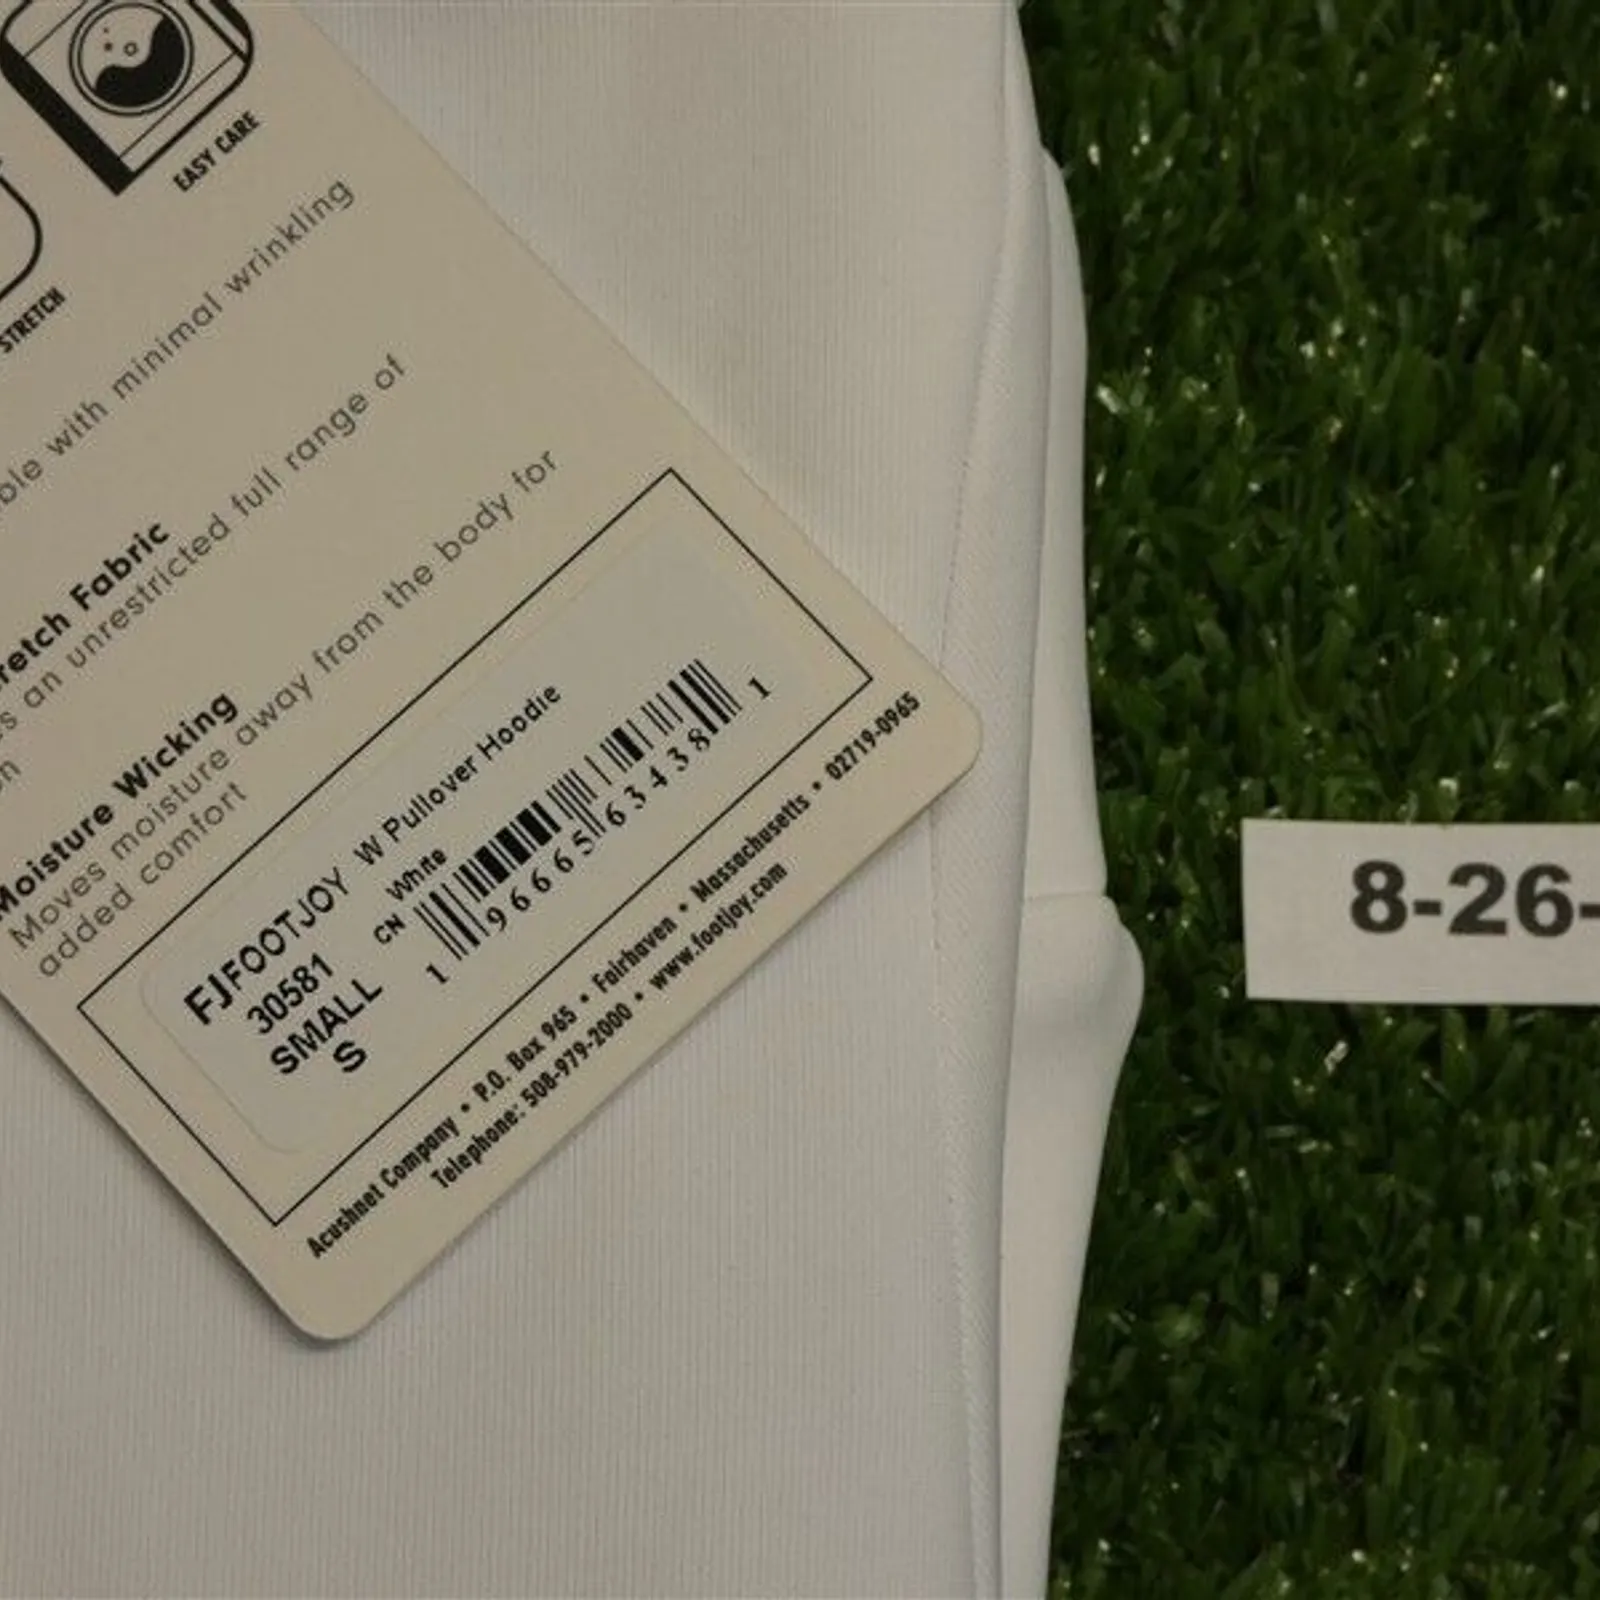 EASY CARE
STRETCH
ble with minimal wrinkling
retch Fabric
s an unrestricted full range of
n
Moisture Wicking
Moves moisture away from the body for
added comfort
FJFOOTJOY W Pullover Hoodie
30581 White
SMALL CN
S
1 96665 63438 1
Acushnet Company • P.O. Box 965 • Fairhaven • Massachusetts • 02719-0965
Telephone: 508-979-2000 • www.footjoy.com
8-26-